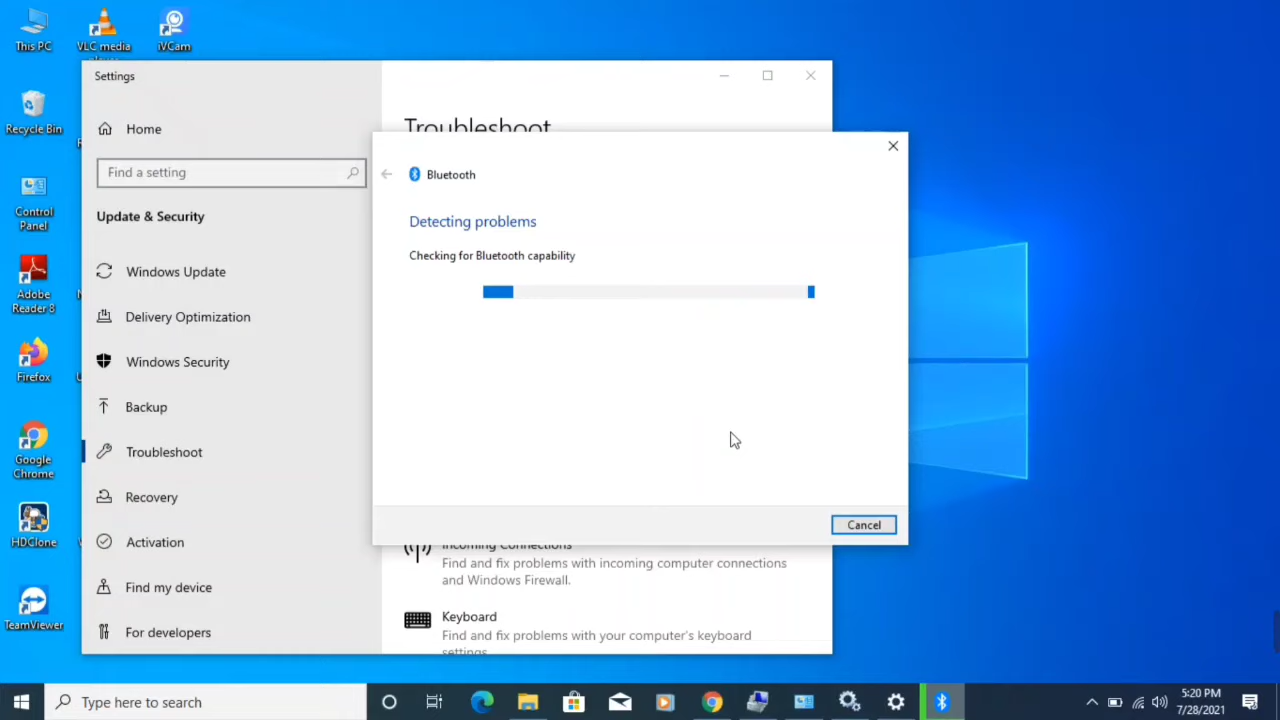 This PC
VLC media
player
iVCam
Recycle Bin
Control
Panel
Adobe
Reader 8
Firefox
Google
Chrome
HDClone
TeamViewer
Settings
Home
Find a setting
Update & Security
Windows Update
Delivery Optimization
Windows Security
Backup
Troubleshoot
Recovery
Activation
Find my device
For developers
Troubleshoot
Bluetooth
Detecting problems
Checking for Bluetooth capability
Cancel
Incoming Connections
Find and fix problems with incoming computer connections
and Windows Firewall.
Keyboard
Find and fix problems with your computer's keyboard
settings.
Type here to search
5:20 PM
7/28/2021